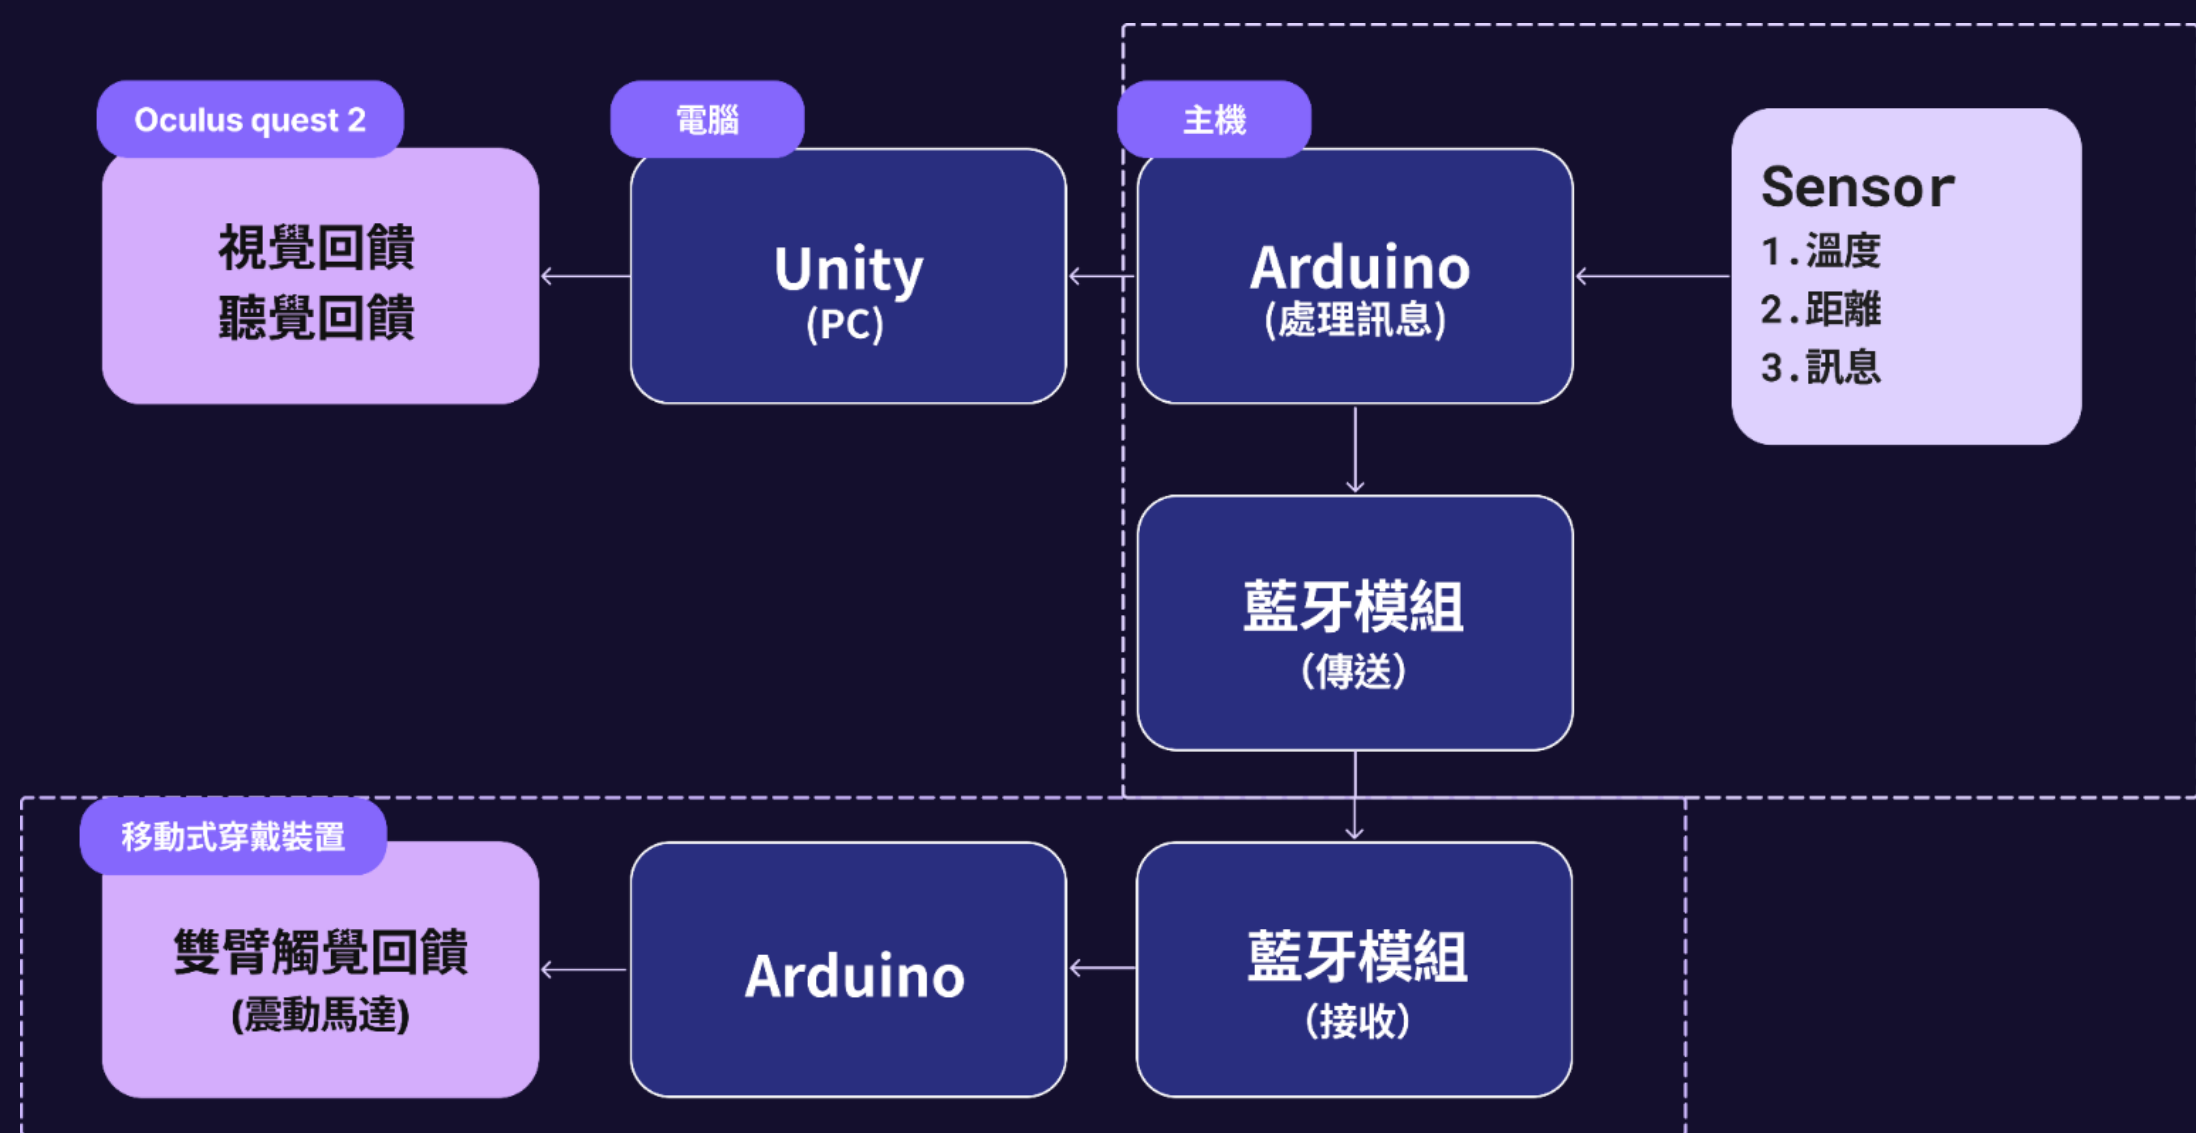 Oculus quest 2
視覺回饋
聽覺回饋
電腦
Unity
(PC)
主機
Arduino
(處理訊息)
Sensor
1.溫度
2.距離
3.訊息
藍牙模組
(傳送)
移動式穿戴裝置
雙臂觸覺回饋
(震動馬達)
Arduino
藍牙模組
(接收)